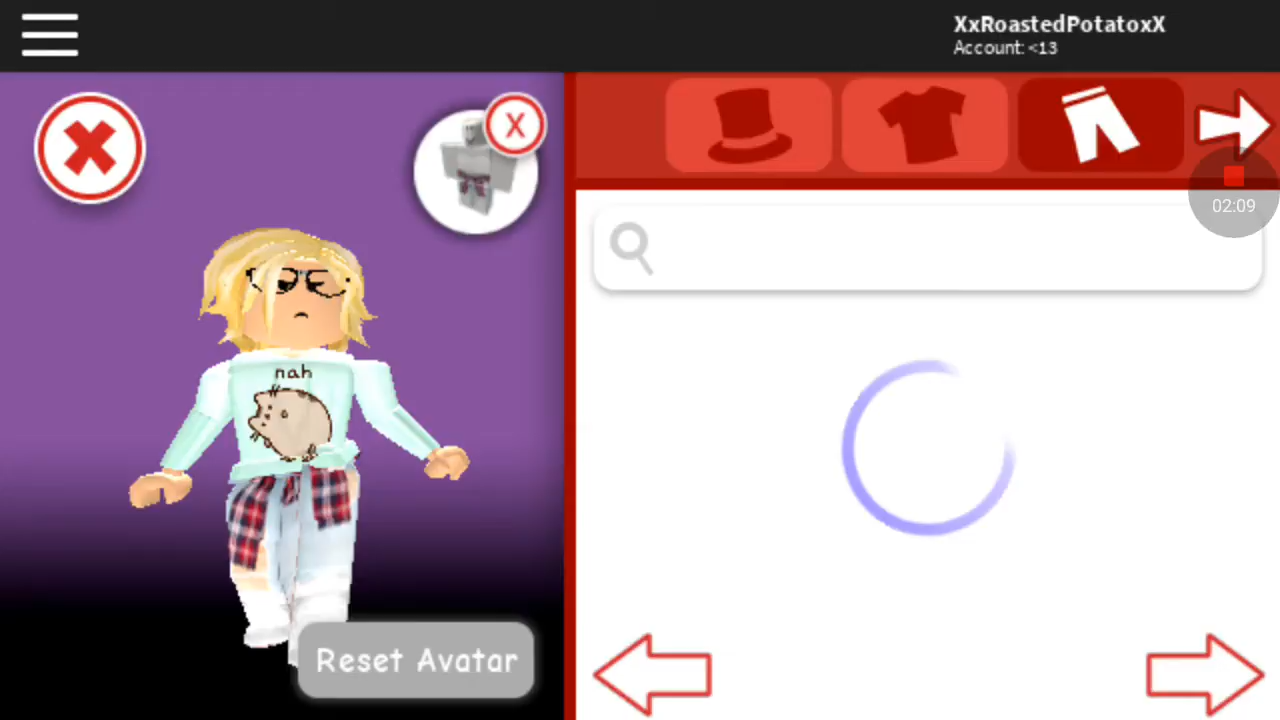 XxRoastedPotatoxX
Account: <13
X
02:09
nah
Reset Avatar